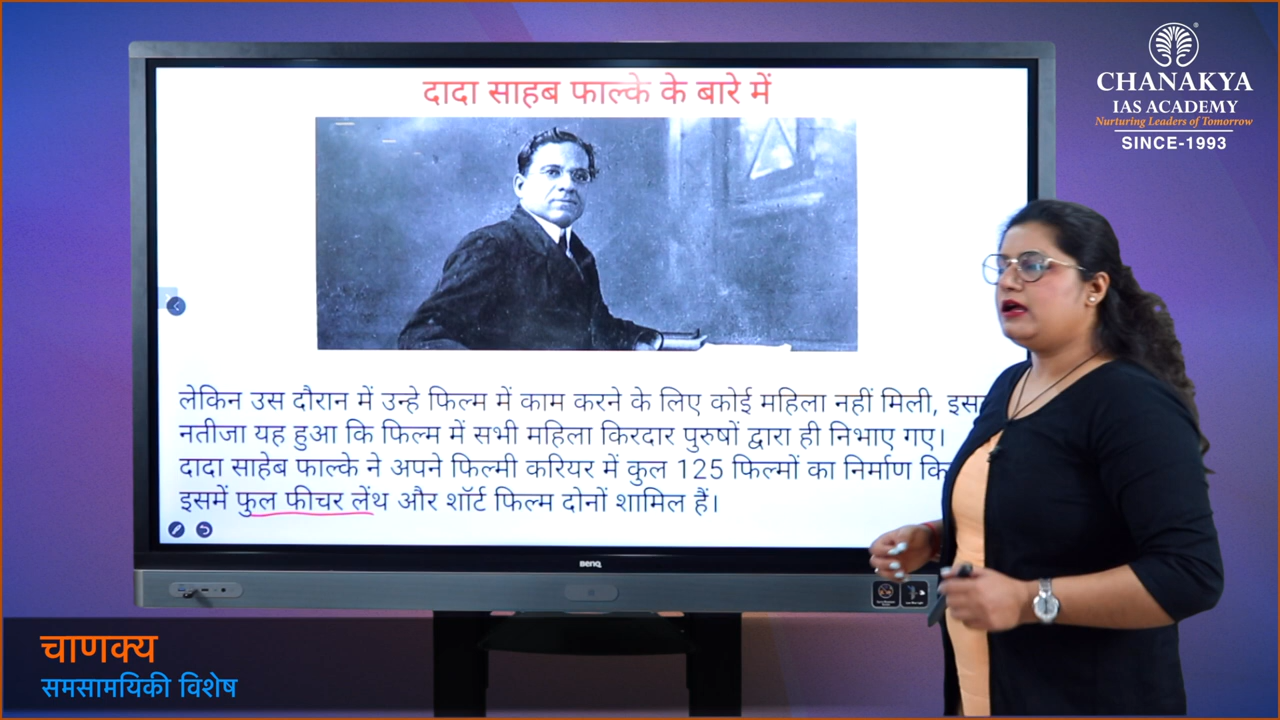 दादा साहब फाल्के के बारे में
CHANAKYA
IAS ACADEMY
Nurturing Leaders of Tomorrow
SINCE-1993
लेकिन उस दौरान में उन्हे फिल्म में काम करने के लिए कोई महिला नहीं मिली,
नतीजा यह हुआ कि फिल्म में सभी महिला किरदार पुरुषों द्वारा ही निभाए गए।
दादा साहेब फाल्के ने अपने फिल्मी करियर में कुल 125 फिल्मों का निर्माण
इसमें फुल फीचर लेंथ और शॉर्ट फिल्म दोनों शामिल हैं।
BenQ
चाणक्य
समसामयिकी विशेष